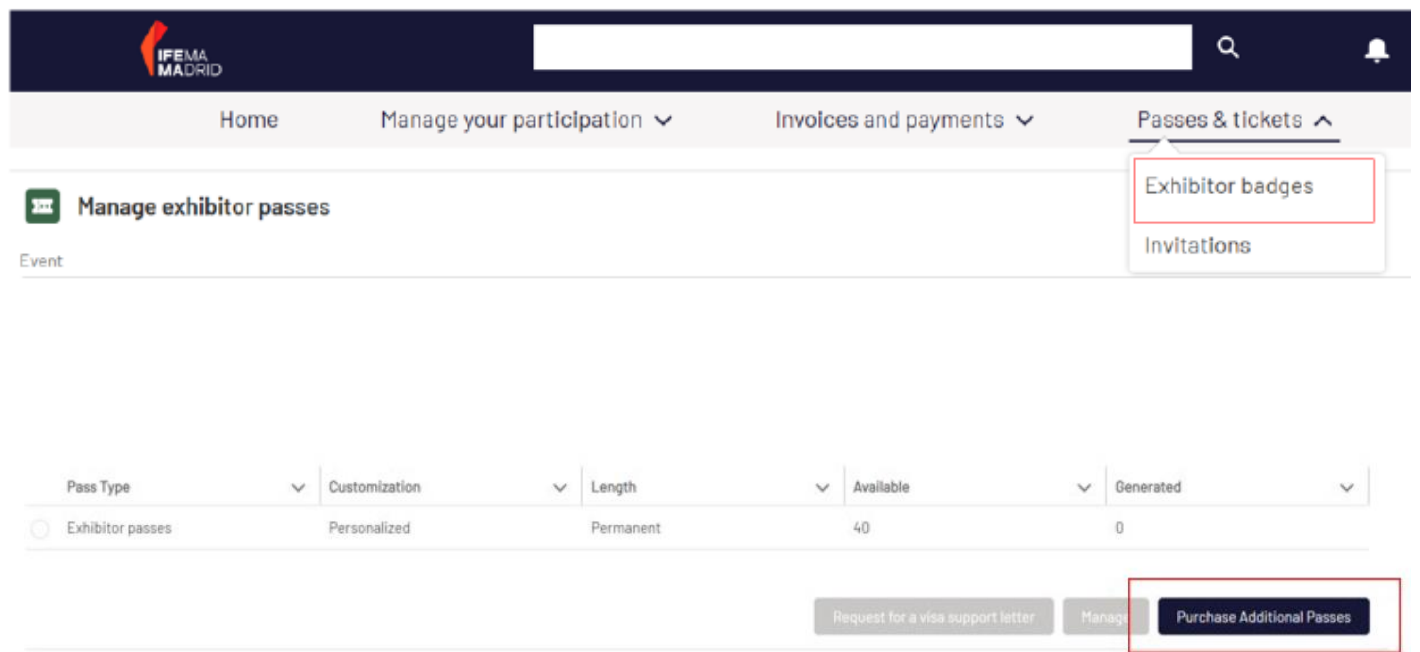 IFEMA
MADRID
Home Manage your participation Invoices and payments Passes & tickets
Exhibitor badges
Invitations
Manage exhibitor passes
Event
Pass Type Customization Length Available Generated
Exhibitor passes Personalized Permanent 40 0
Request for a visa support letter Manage Purchase Additional Passes